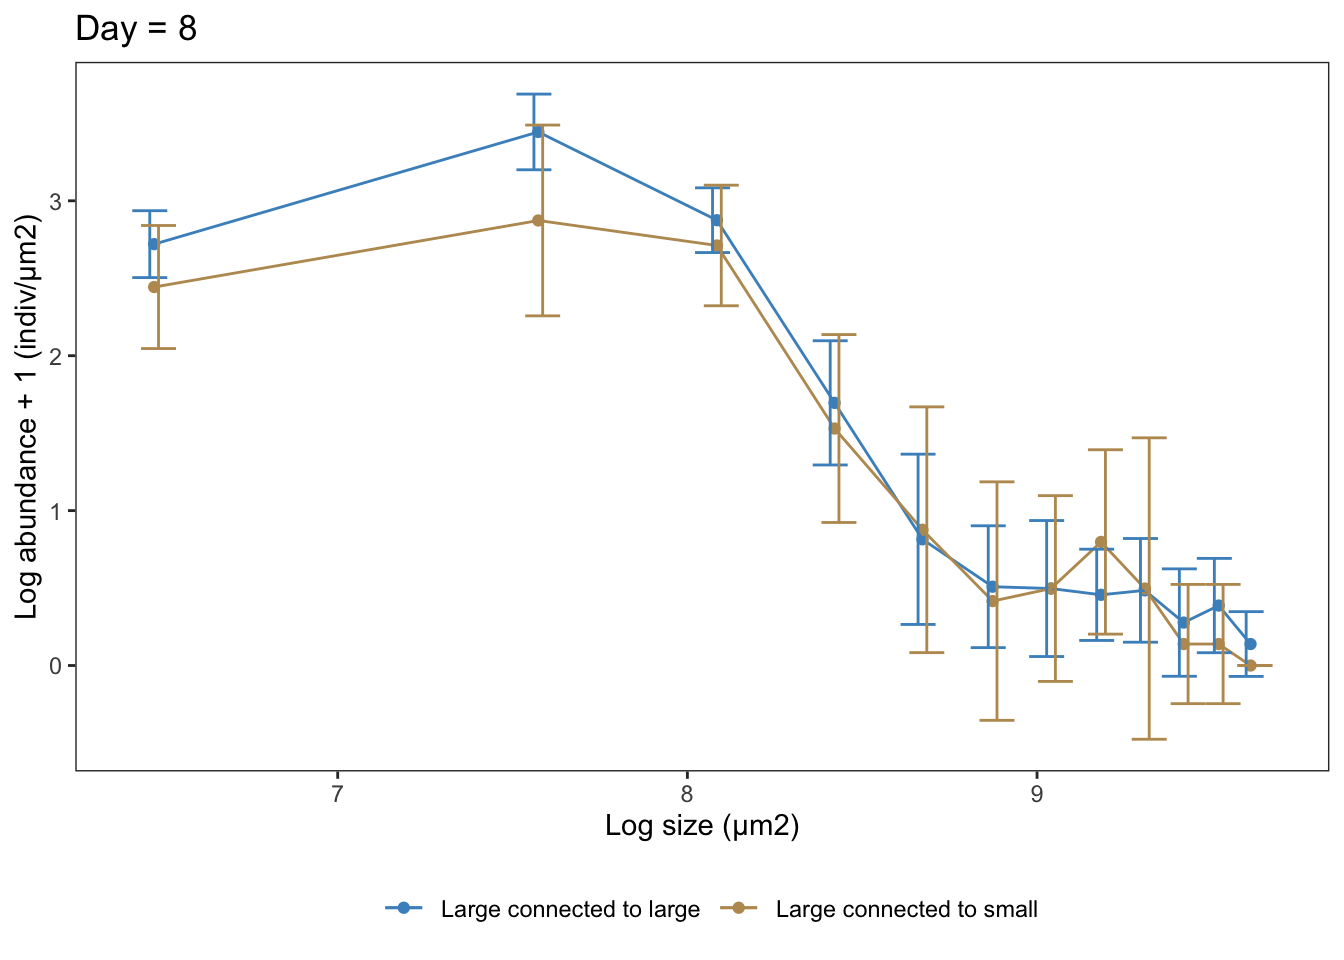 Day = 8
Log abundance + 1 (indiv/µm2)
3
2
1
0
7 8 9
Log size (µm2)
Large connected to large Large connected to small